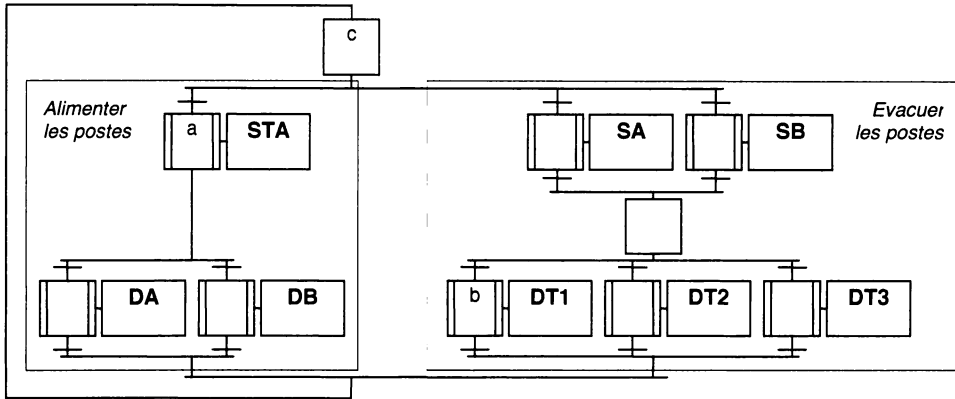 c
Alimenter
les postes
a
STA
SA
SB
Evacuer
les postes
DA
DB
b
DT1
DT2
DT3